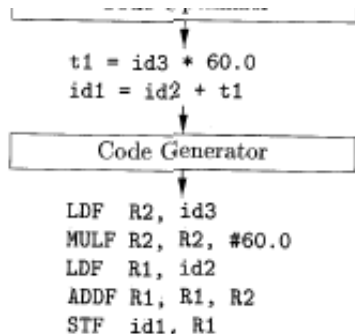 t1 = id3 * 60.0
id1 = id2 + t1
Code Generator
LDF R2, id3
MULF R2, R2, #60.0
LDF R1, id2
ADDF R1, R1, R2
STF id1, R1